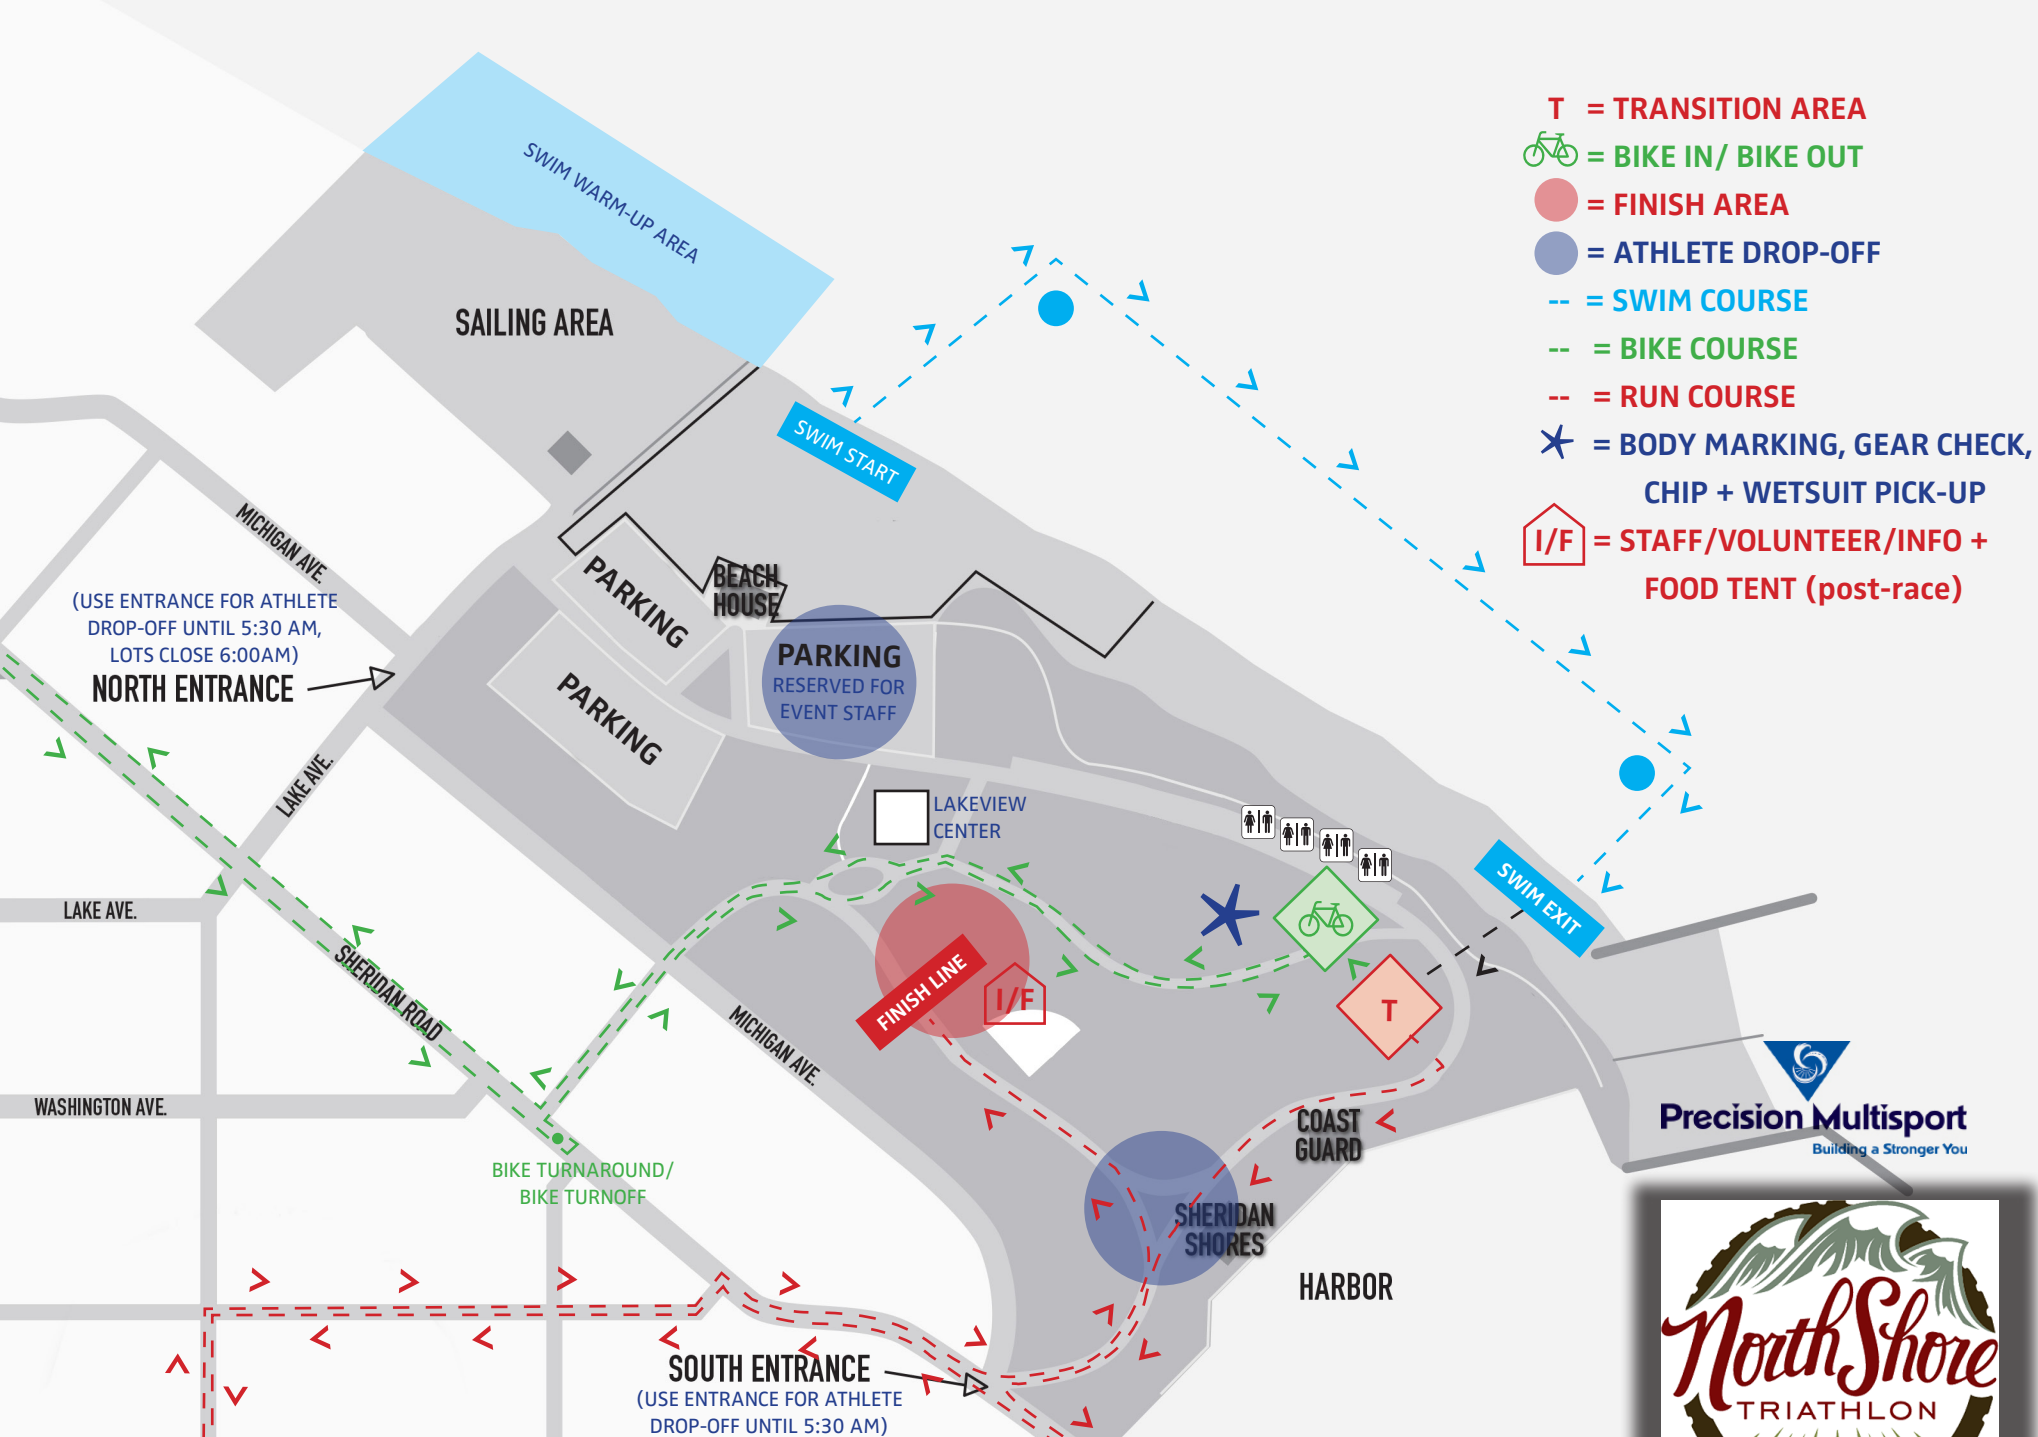 T = TRANSITION AREA
= BIKE IN/ BIKE OUT
= FINISH AREA
= ATHLETE DROP-OFF
-- = SWIM COURSE
-- = BIKE COURSE
-- = RUN COURSE
= BODY MARKING, GEAR CHECK,
CHIP + WETSUIT PICK-UP
I/F = STAFF/VOLUNTEER/INFO +
FOOD TENT (post-race)
SWIM WARM-UP AREA
SAILING AREA
SWIM START
MICHIGAN AVE.
PARKING
BEACH
HOUSE
(USE ENTRANCE FOR ATHLETE
DROP-OFF UNTIL 5:30 AM,
LOTS CLOSE 6:00AM)
NORTH ENTRANCE
PARKING
PARKING
RESERVED FOR
EVENT STAFF
LAKE AVE.
LAKEVIEW
CENTER
SWIM EXIT
LAKE AVE.
SHERIDAN ROAD
FINISH LINE
I/F
T
MICHIGAN AVE.
WASHINGTON AVE.
COAST
GUARD
Precision Multisport
Building a Stronger You
BIKE TURNAROUND/
BIKE TURNOFF
SHERIDAN
SHORES
HARBOR
SOUTH ENTRANCE
(USE ENTRANCE FOR ATHLETE
DROP-OFF UNTIL 5:30 AM)
North Shore
TRIATHLON